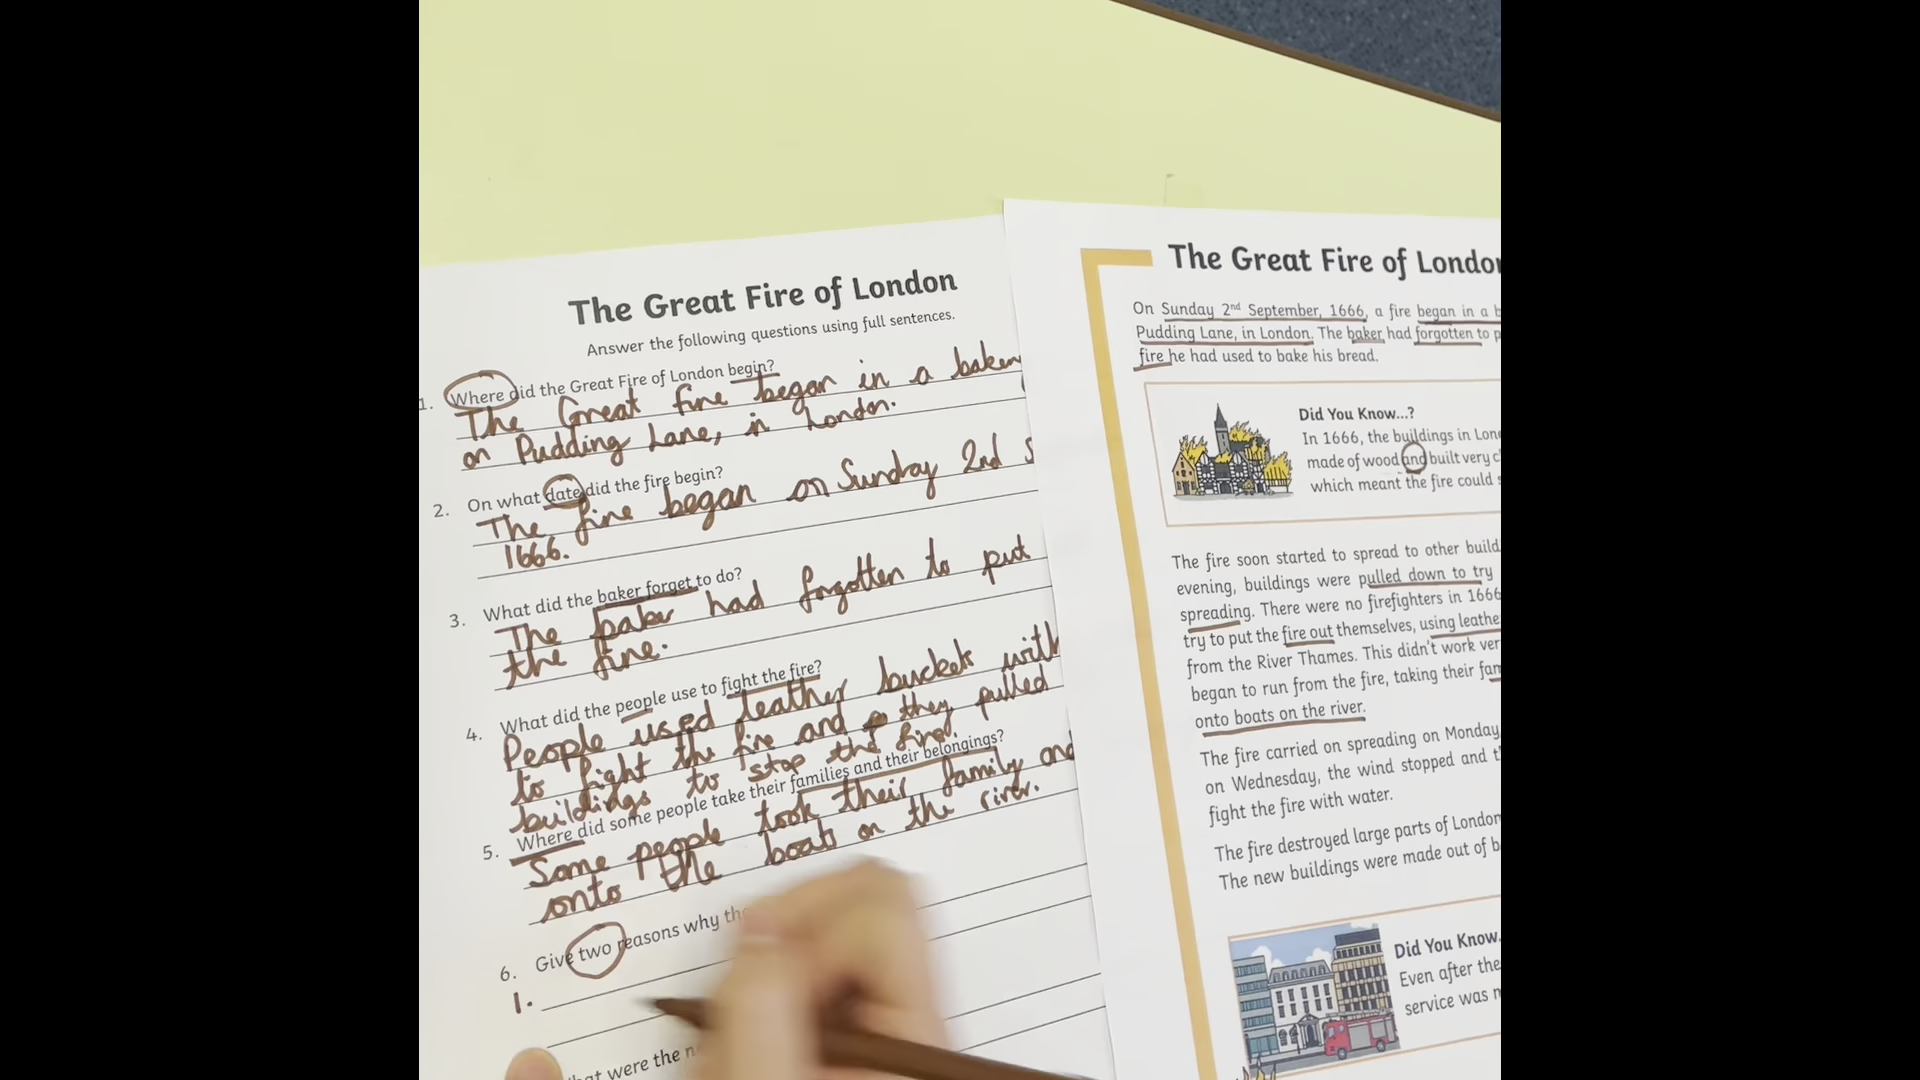 The Great Fire of London
Answer the following questions using full sentences.
1. Where did the Great Fire of London begin?
The Great fire began in a baker
on Pudding Lane, in London.
2. On what date did the fire begin?
The fire began on Sunday 2nd S
1666.
3. What did the baker forget to do?
The baker had forgotten to put
the fire.
4. What did the people use to fight the fire?
People used leather buckets with
to fight the fire and they pulled
buildings to stop the fire.
5. Where did some people take their families and their belongings?
Some people took their family and
onto the boats on the river.
6. Give two reasons why the
1.
hat were the n
The Great Fire of London
On Sunday 2nd September, 1666, a fire began in a b
Pudding Lane, in London. The baker had forgotten to p
fire he had used to bake his bread.
Did You Know...?
In 1666, the buildings in Lon
made of wood and built very c
which meant the fire could s
The fire soon started to spread to other build
evening, buildings were pulled down to try
spreading. There were no firefighters in 1666
try to put the fire out themselves, using leathe
from the River Thames. This didn't work ver
began to run from the fire, taking their fam
onto boats on the river.
The fire carried on spreading on Monday,
on Wednesday, the wind stopped and t
fight the fire with water.
The fire destroyed large parts of London
The new buildings were made out of b
Did You Know..
Even after the
service was n